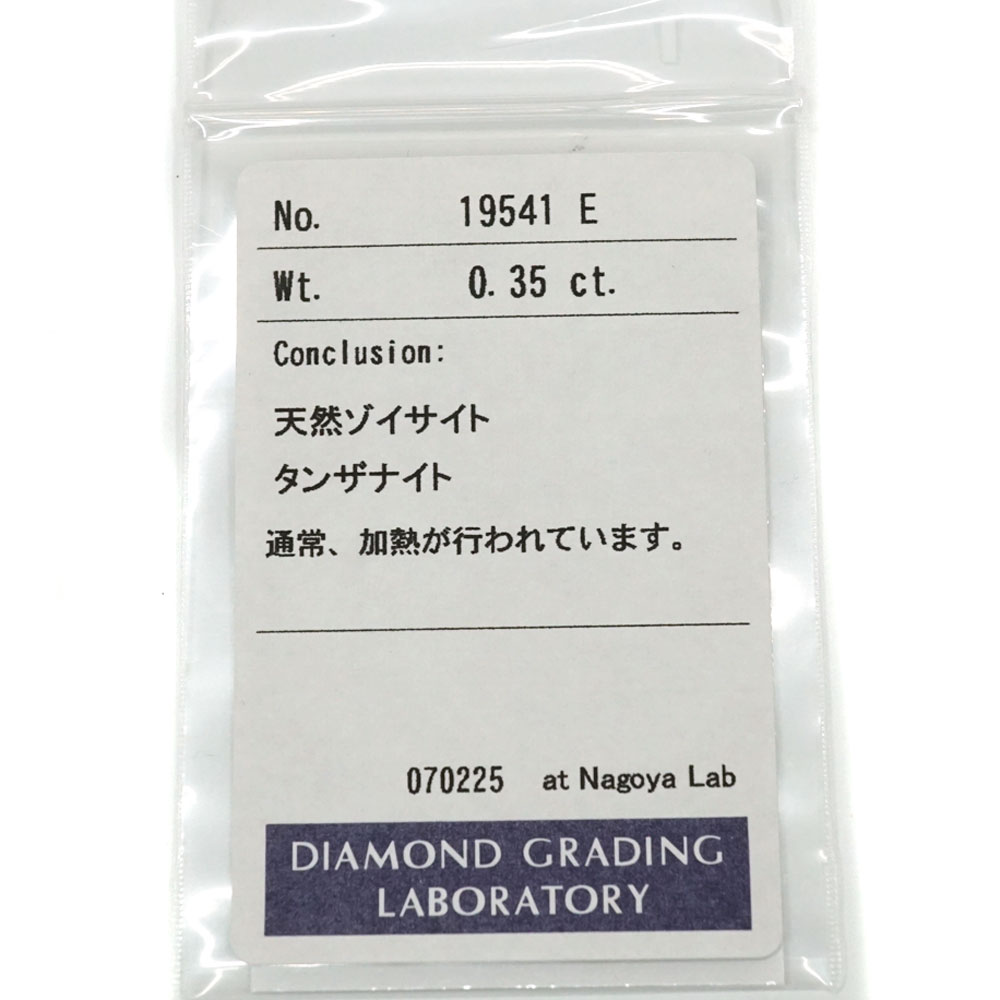 No. 19541 E
Wt. 0.35 ct.
Conclusion:
天然ゾイサイト
タンザナイト
通常、加熱が行われています。
070225 at Nagoya Lab
DIAMOND GRADING
LABORATORY